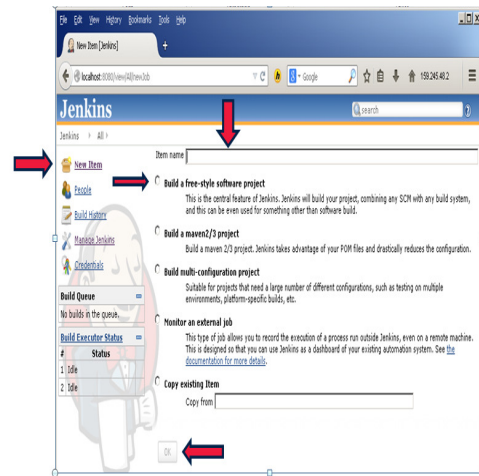 File Edit View History Bookmarks Tools Help
New Item [Jenkins]
localhost:8080/view/All/newJob
Google
159.245.48.2
Jenkins
search
Jenkins All
New Item
People
Build History
Manage Jenkins
Credentials
Build Queue
No builds in the queue.
Build Executor Status
# Status
1 Idle
2 Idle
Item name
Build a free-style software project
This is the central feature of Jenkins. Jenkins will build your project, combining any SCM with any build system,
and this can be even used for something other than software build.
Build a maven2/3 project
Build a maven 2/3 project. Jenkins takes advantage of your POM files and drastically reduces the configuration.
Build multi-configuration project
Suitable for projects that need a large number of different configurations, such as testing on multiple
environments, platform-specific builds, etc.
Monitor an external job
This type of job allows you to record the execution of a process run outside Jenkins, even on a remote machine.
This is designed so that you can use Jenkins as a dashboard of your existing automation system. See the
documentation for more details.
Copy existing Item
Copy from
OK